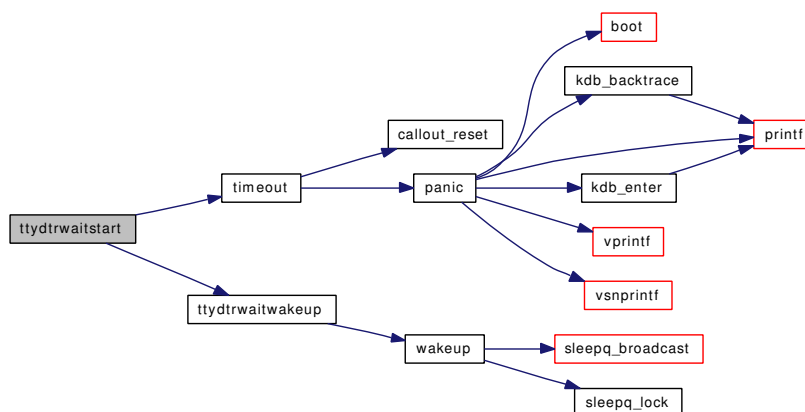 boot
kdb_backtrace
callout_reset
printf
timeout
panic
kdb_enter
ttydtrwaitstart
vprintf
vsnprintf
ttydtrwaitwakeup
wakeup
sleepq_broadcast
sleepq_lock